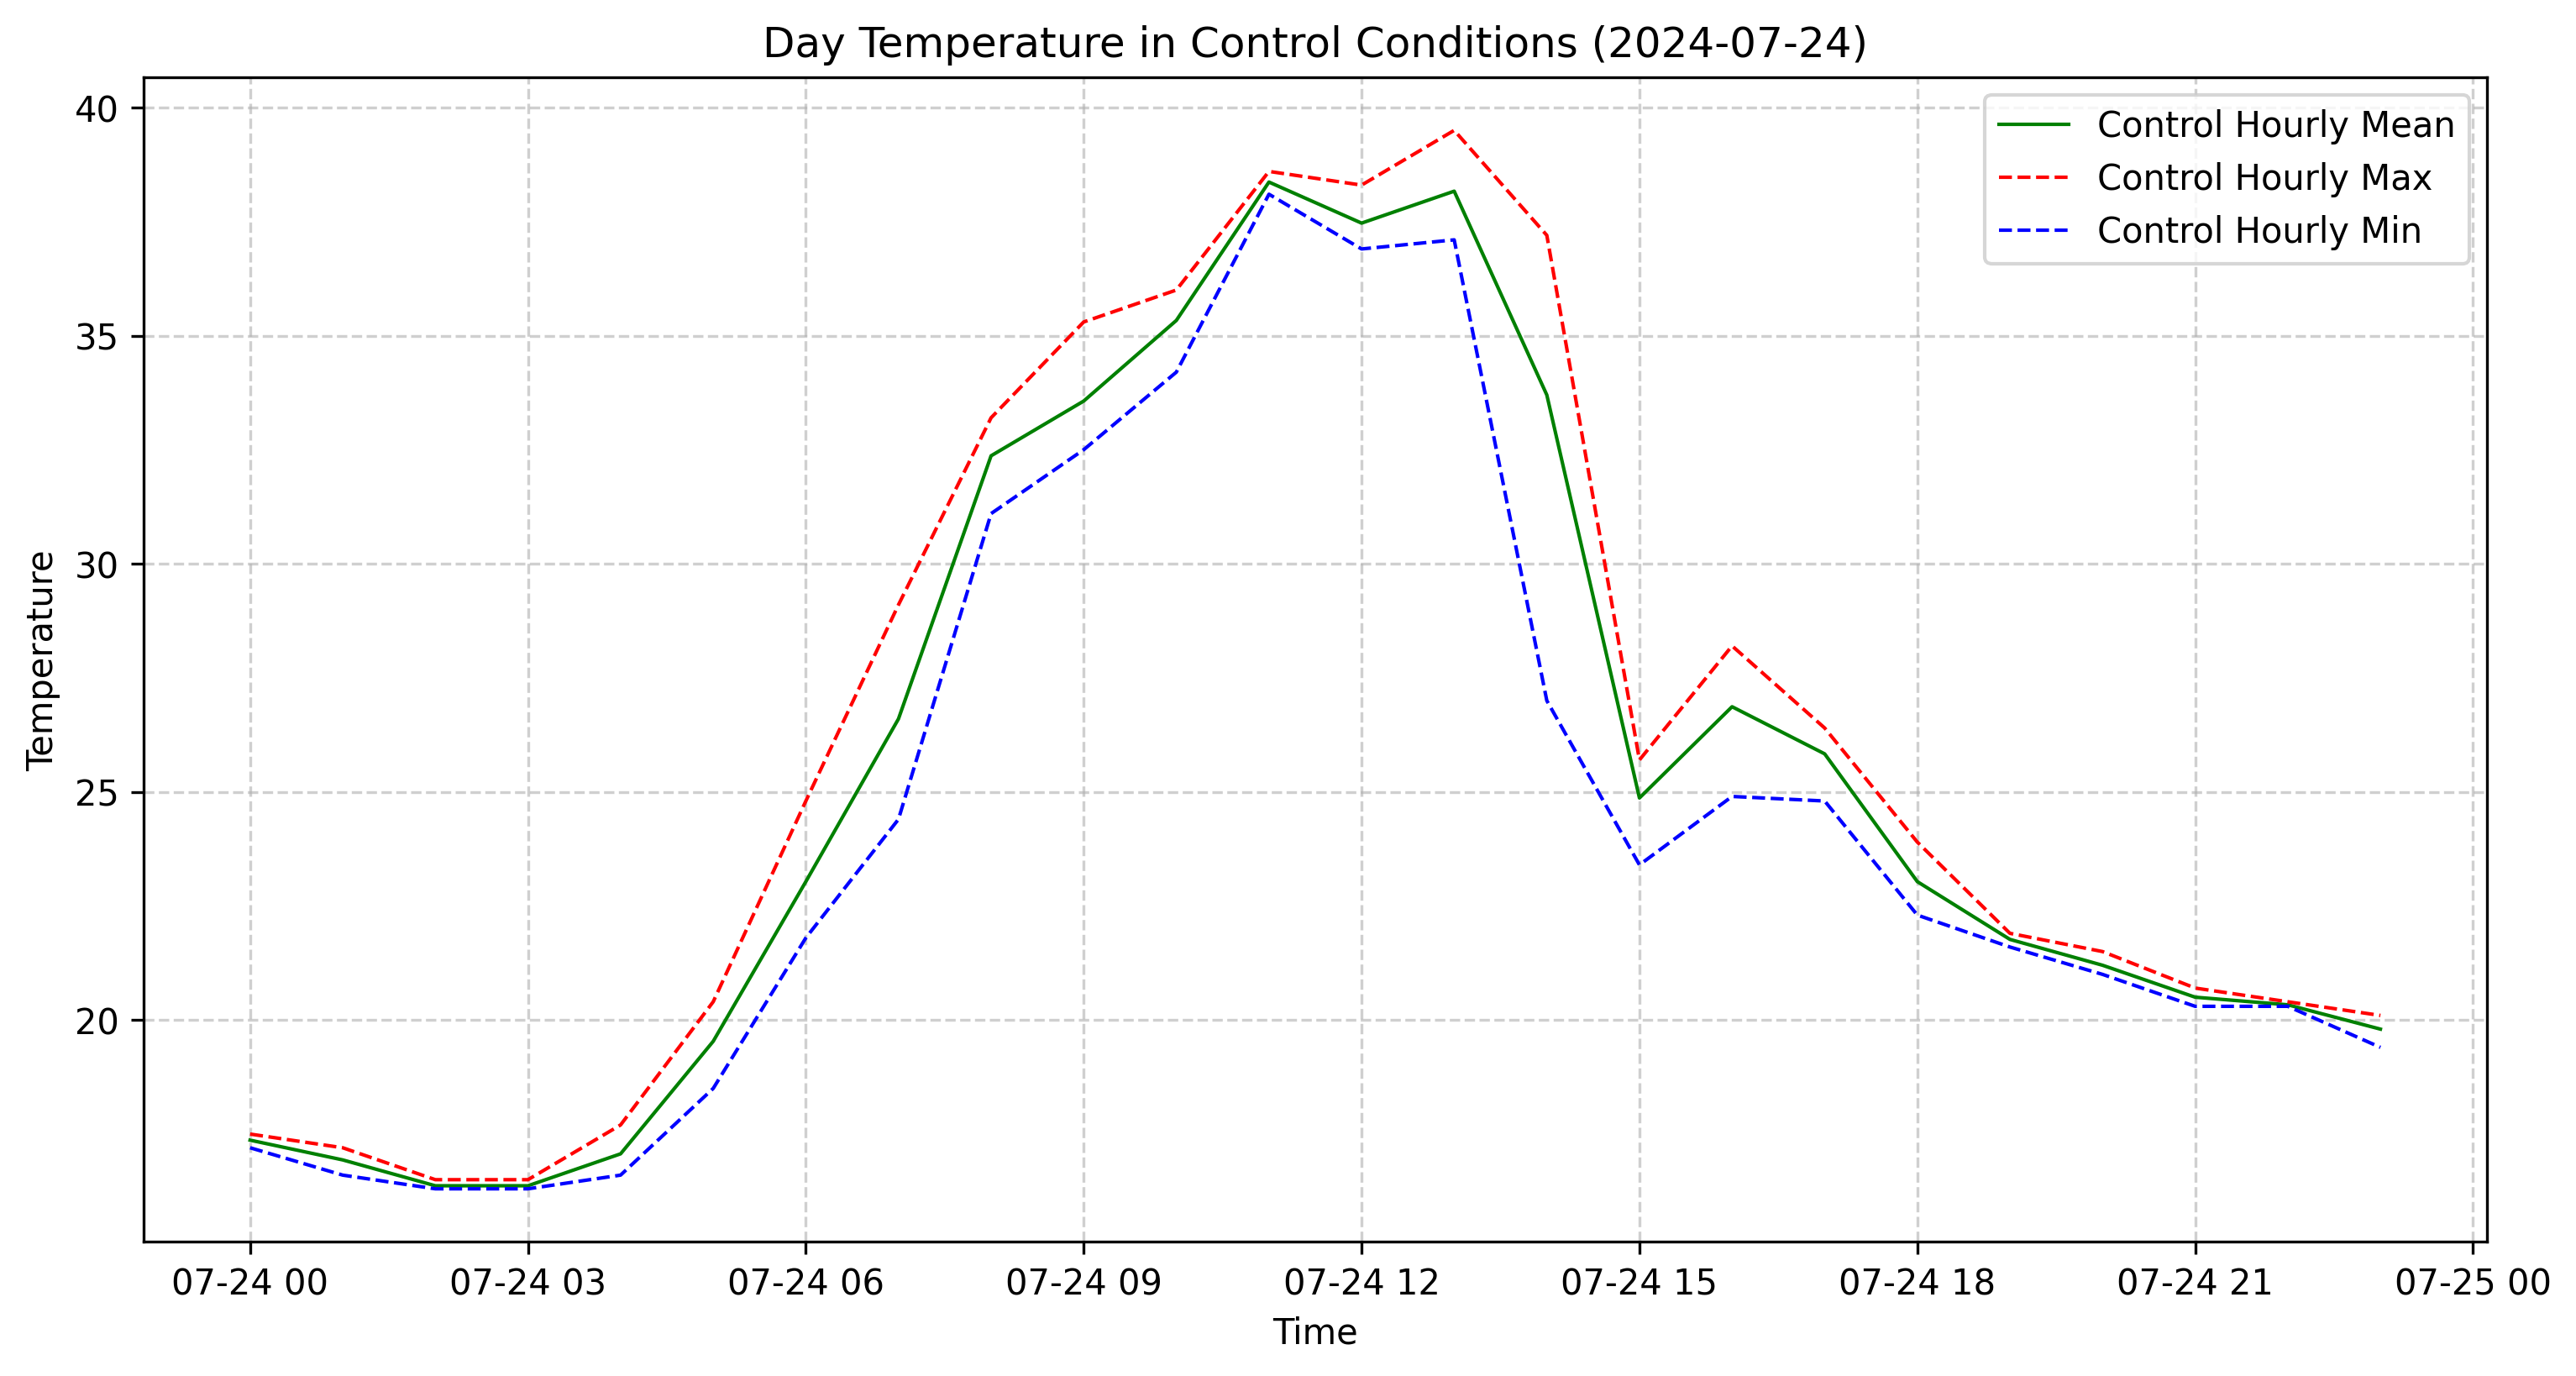 Day Temperature in Control Conditions (2024-07-24)
Control Hourly Mean
Control Hourly Max
Control Hourly Min
Temperature
40
35
30
25
20
07-24 00
07-24 03
07-24 06
07-24 09
07-24 12
07-24 15
07-24 18
07-24 21
07-25 00
Time